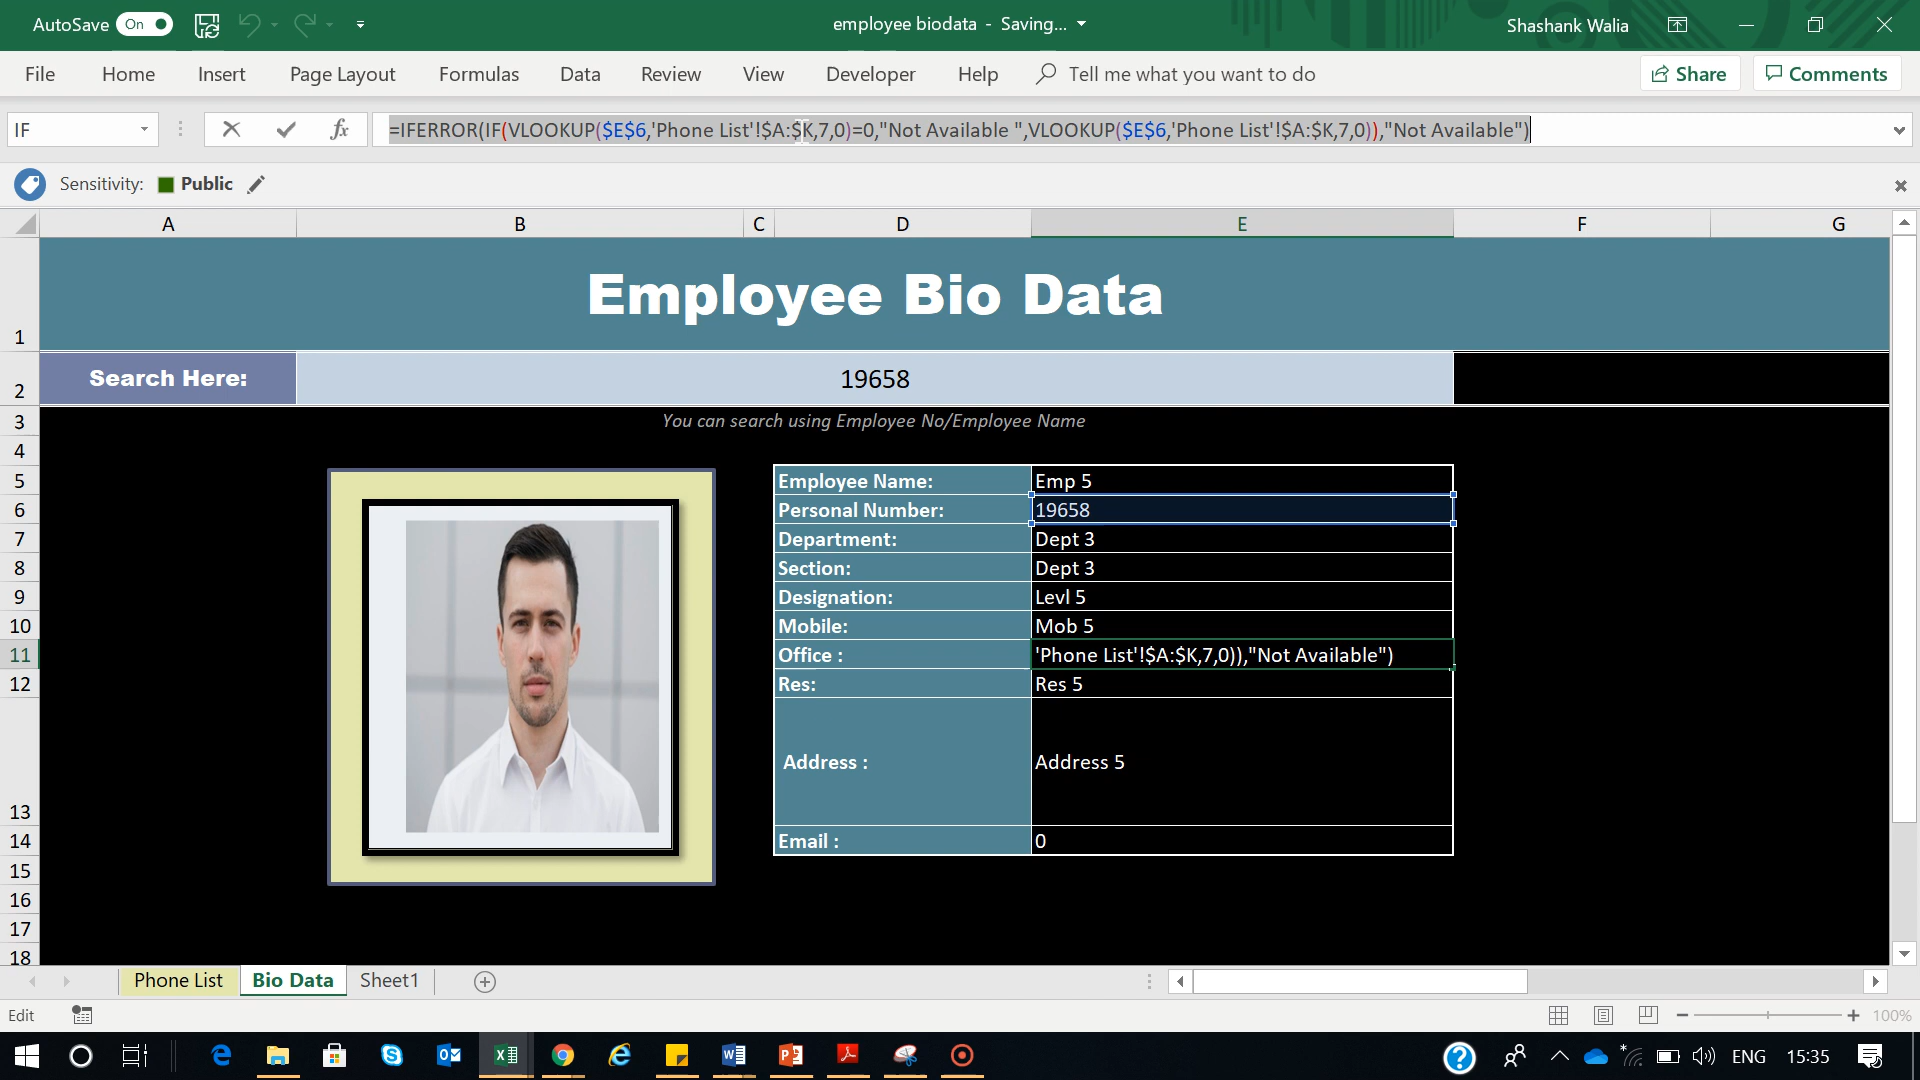 AutoSave On employee biodata - Saving... Shashank Walia
File Home Insert Page Layout Formulas Data Review View Developer Help Tell me what you want to do Share Comments
IF fx =IFERROR(IF(VLOOKUP($E$6,'Phone List'!$A:$K,7,0)=0,"Not Available ",VLOOKUP($E$6,'Phone List'!$A:$K,7,0)),"Not Available")
Sensitivity: Public
A B C D E F G
1 Employee Bio Data
2 Search Here: 19658
3 You can search using Employee No/Employee Name
4
5 Employee Name: Emp 5
6 Personal Number: 19658
7 Department: Dept 3
8 Section: Dept 3
9 Designation: Levl 5
10 Mobile: Mob 5
11 Office : 'Phone List'!$A:$K,7,0)),"Not Available")
12 Res: Res 5
13 Address : Address 5
14 Email : 0
15
16
17
18
Phone List Bio Data Sheet1
Edit 100%
ENG 15:35